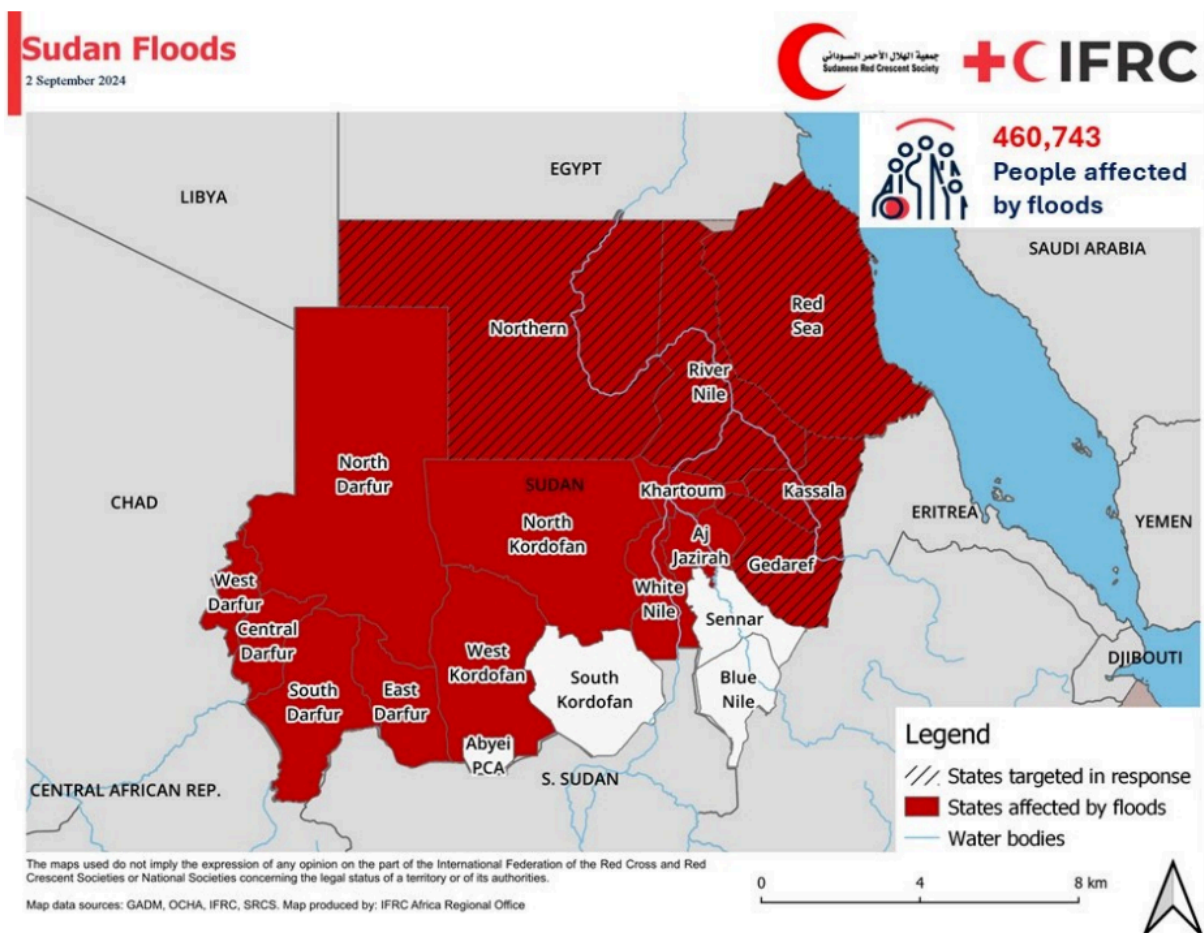 Sudan Floods
2 September 2024
جمعية الهلال الأحمر السوداني
Sudanese Red Crescent Society
IFRC
460,743
People affected
by floods
LIBYA
EGYPT
SAUDI ARABIA
Red
Sea
Northern
River
Nile
North
Darfur
SUDAN
Khartoum
Kassala
CHAD
North
Kordofan
ERITREA
YEMEN
Aj
Jazirah
Gedaref
West
Darfur
White
Nile
Sennar
Central
Darfur
West
Kordofan
DJIBOUTI
South
Kordofan
Blue
Nile
South
Darfur
East
Darfur
Abyei
PCA
S. SUDAN
CENTRAL AFRICAN REP.
Legend
States targeted in response
States affected by floods
Water bodies
The maps used do not imply the expression of any opinion on the part of the International Federation of the Red Cross and Red
Crescent Societies or National Societies concerning the legal status of a territory or of its authorities.
Map data sources: GADM, OCHA, IFRC, SRCS. Map produced by: IFRC Africa Regional Office
0 4 8 km